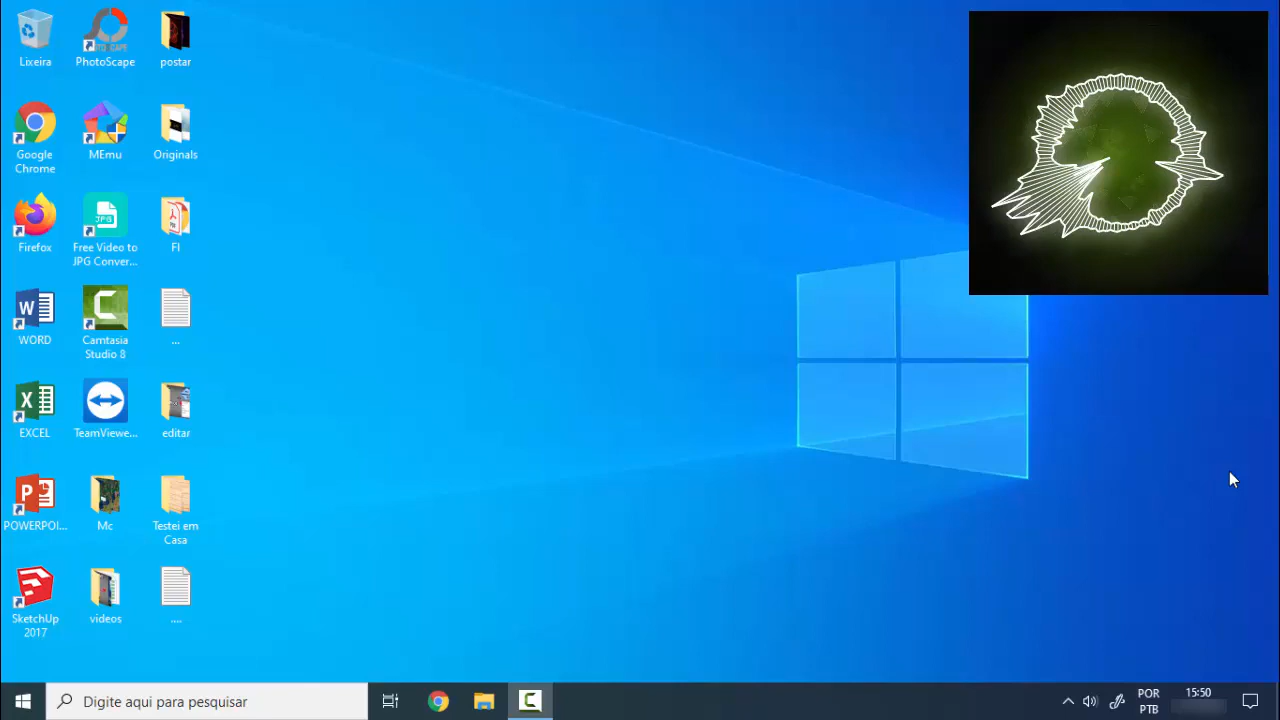 Lixeira
PhotoScape
postar
Google
Chrome
MEmu
Originals
Firefox
Free Video to
JPG Conver...
FI
WORD
Camtasia
Studio 8
...
EXCEL
TeamViewe...
editar
POWERPOI...
Mc
Testei em
Casa
SketchUp
2017
videos
....
Digite aqui para pesquisar
POR
PTB
15:50